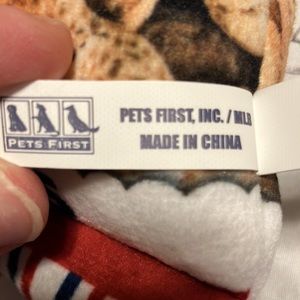 PETS FIRST, INC. / MLB
MADE IN CHINA
PETS FIRST